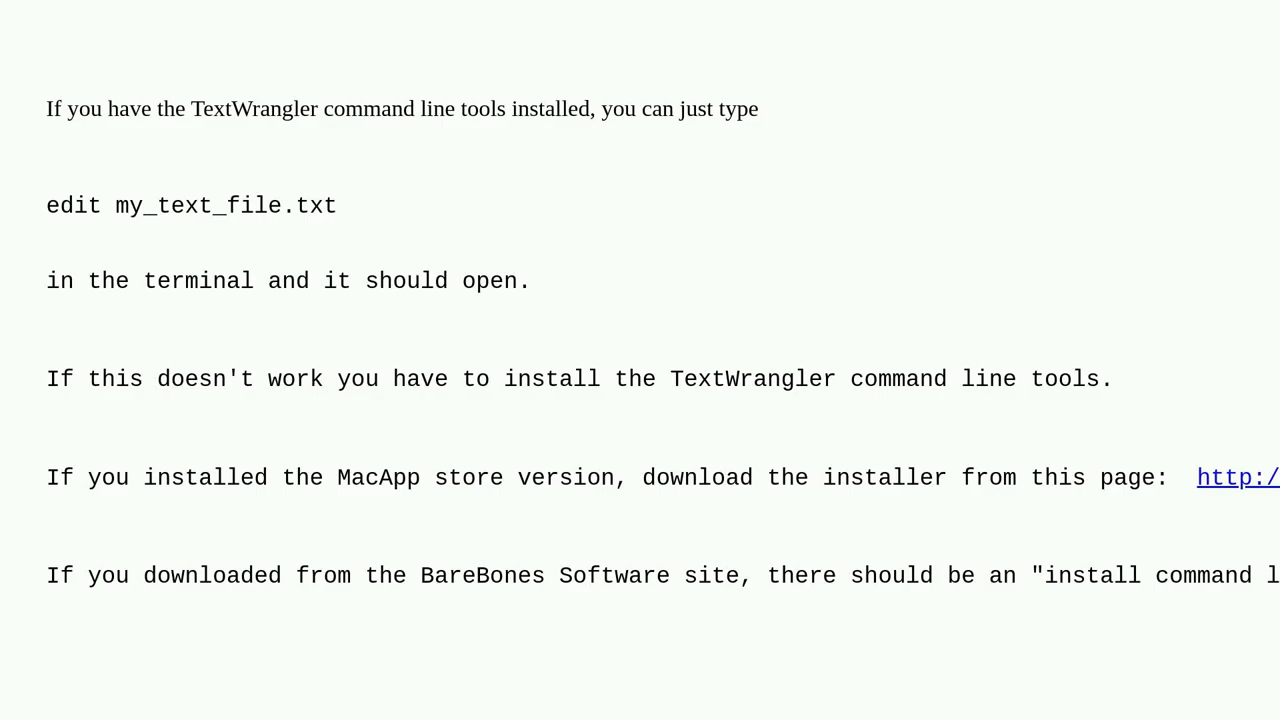 If you have the TextWrangler command line tools installed, you can just type
edit my_text_file.txt
in the terminal and it should open.
If this doesn't work you have to install the TextWrangler command line tools.
If you installed the MacApp store version, download the installer from this page:  http:/
If you downloaded from the BareBones Software site, there should be an "install command l